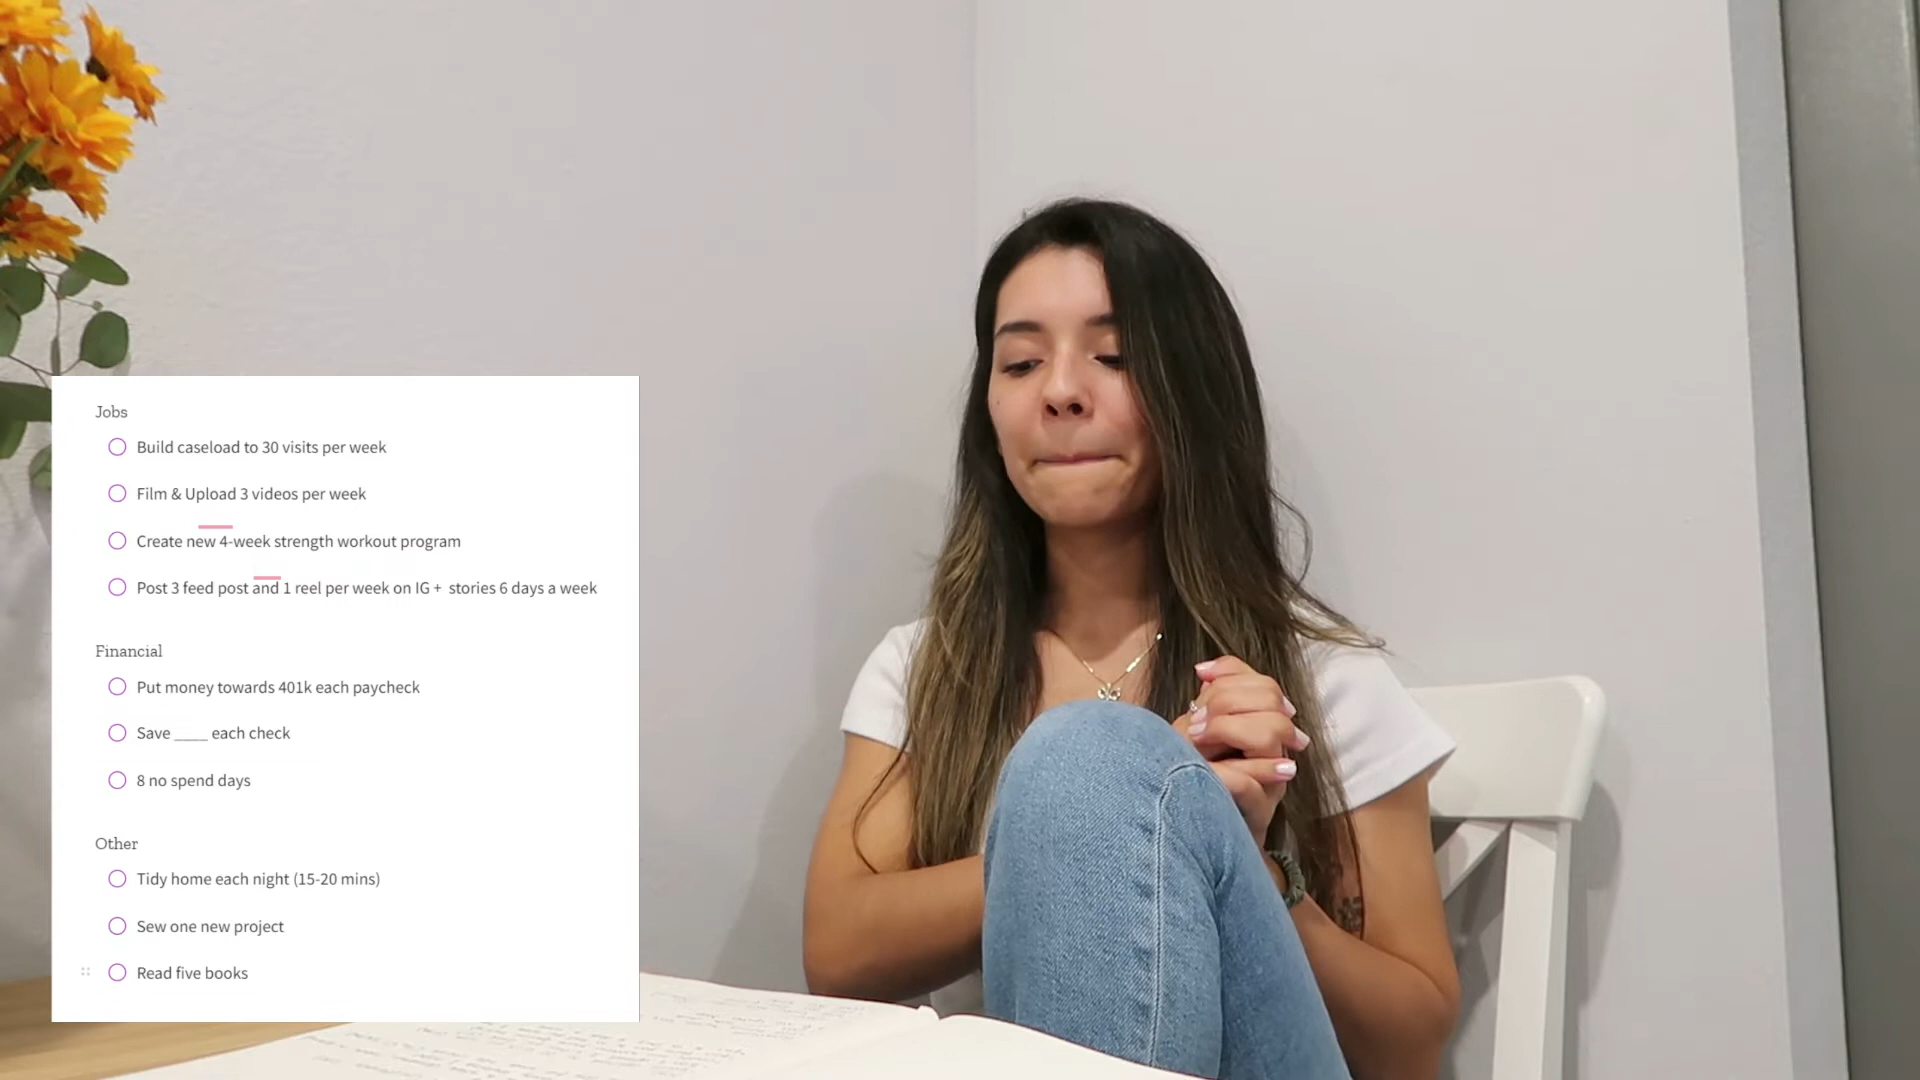 Jobs
Build caseload to 30 visits per week
Film & Upload 3 videos per week
Create new 4-week strength workout program
Post 3 feed post and 1 reel per week on IG + stories 6 days a week
Financial
Put money towards 401k each paycheck
Save ____ each check
8 no spend days
Other
Tidy home each night (15-20 mins)
Sew one new project
Read five books